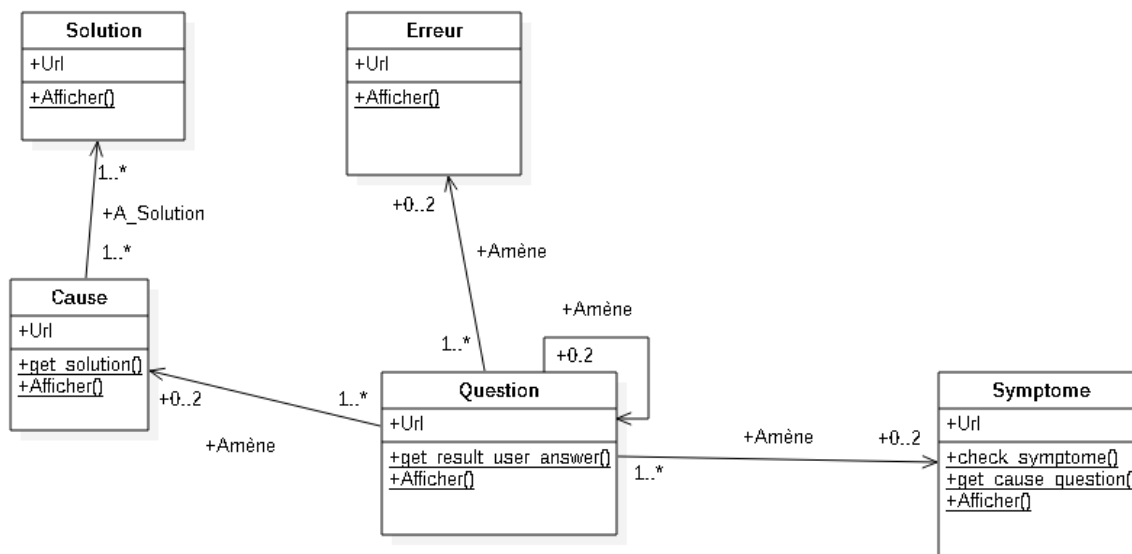 Solution
+Url
+Afficher()
Erreur
+Url
+Afficher()
1..*
+A_Solution
1..*
+0..2
+Amène
1..*
Cause
+Url
+get_solution()
+Afficher()
+Amène
+0..2
Question
+Url
+get_result_user_answer()
+Afficher()
+0..2
1..*
+Amène
+Amène
1..*
+0..2
Symptome
+Url
+check_symptome()
+get_cause_question(
+Afficher()